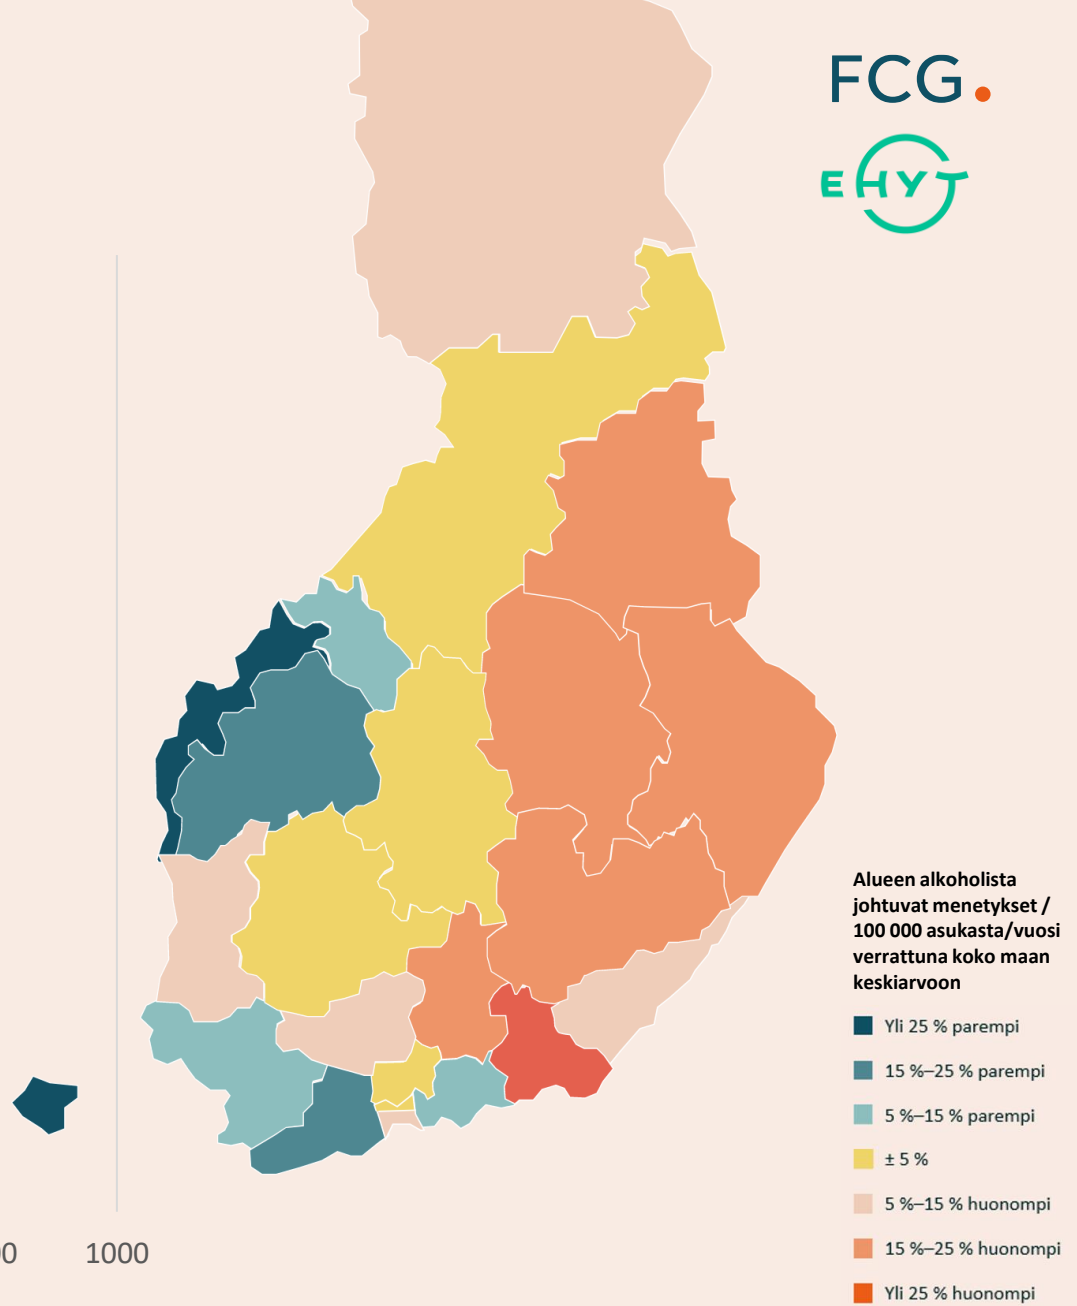 FCG.
EHYT
Alueen alkoholista
johtuvat menetykset /
100 000 asukasta/vuosi
verrattuna koko maan
keskiarvoon
Yli 25 % parempi
15 %–25 % parempi
5 %–15 % parempi
± 5 %
5 %–15 % huonompi
15 %–25 % huonompi
Yli 25 % huonompi
1000